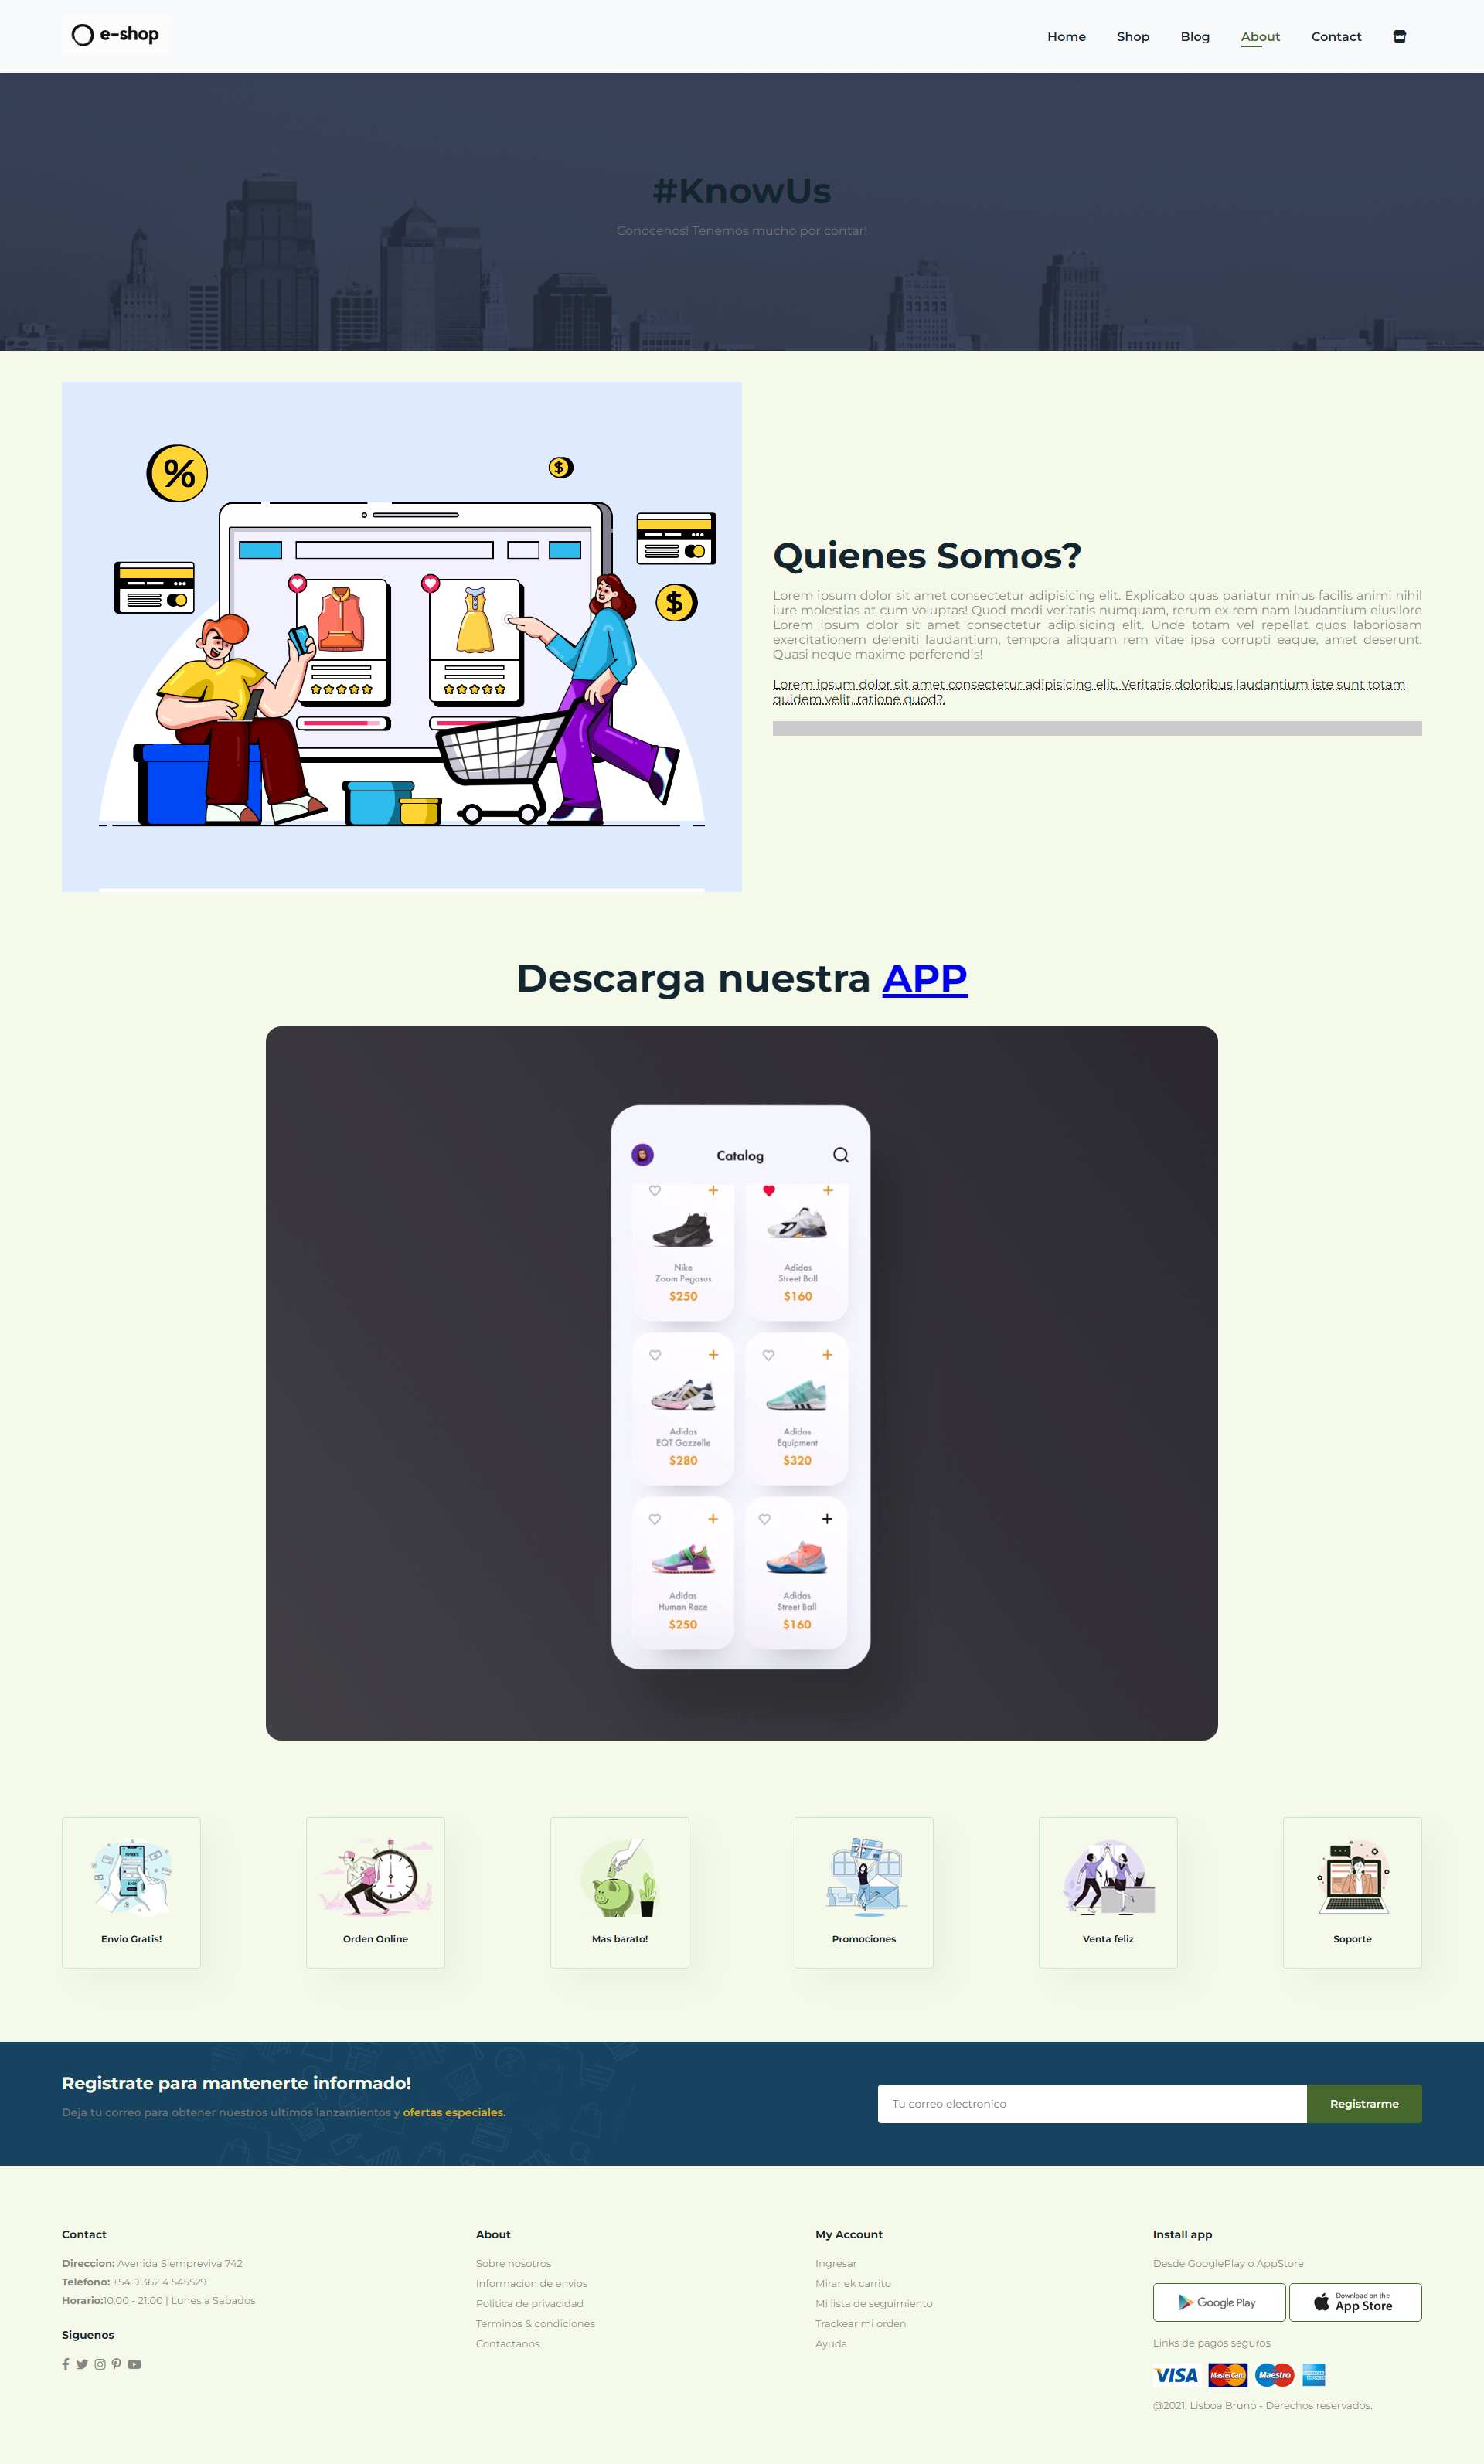 e-shop
Home Shop Blog About Contact
#KnowUs
Conocenos! Tenemos mucho por contar!
%
$
$
Quienes Somos?
Lorem ipsum dolor sit amet consectetur adipisicing elit. Explicabo quas pariatur minus facilis animi nihil
iure molestias at cum voluptas! Quod modi veritatis numquam, rerum ex rem nam laudantium eius!lore
Lorem ipsum dolor sit amet consectetur adipisicing elit. Unde totam vel repellat quos laboriosam
exercitationem deleniti laudantium, tempora aliquam rem vitae ipsa corrupti eaque, amet deserunt.
Quasi neque maxime perferendis!
Lorem ipsum dolor sit amet consectetur adipisicing elit. Veritatis doloribus laudantium iste sunt totam
quidem velit, ratione quod?.
Descarga nuestra APP
Catalog
Nike
Zoom Pegasus
$250
Adidas
Street Ball
$160
Adidas
EQT Gazzelle
$280
Adidas
Equipment
$320
Adidas
Human Race
$250
Adidas
Street Ball
$160
Envio Gratis!
Orden Online
Mas barato!
Promociones
Venta feliz
Soporte
Registrate para mantenerte informado!
Deja tu correo para obtener nuestros ultimos lanzamientos y ofertas especiales.
Tu correo electronico
Registrarme
Contact
Direccion: Avenida Siempreviva 742
Telefono: +54 9 362 4 545529
Horario:10:00 - 21:00 | Lunes a Sabados
Siguenos
About
Sobre nosotros
Informacion de envios
Politica de privacidad
Terminos & condiciones
Contactanos
My Account
Ingresar
Mirar ek carrito
Mi lista de seguimiento
Trackear mi orden
Ayuda
Install app
Desde GooglePlay o AppStore
Google Play
Download on the
App Store
Links de pagos seguros
VISA MasterCard Maestro
@2021, Lisboa Bruno - Derechos reservados.